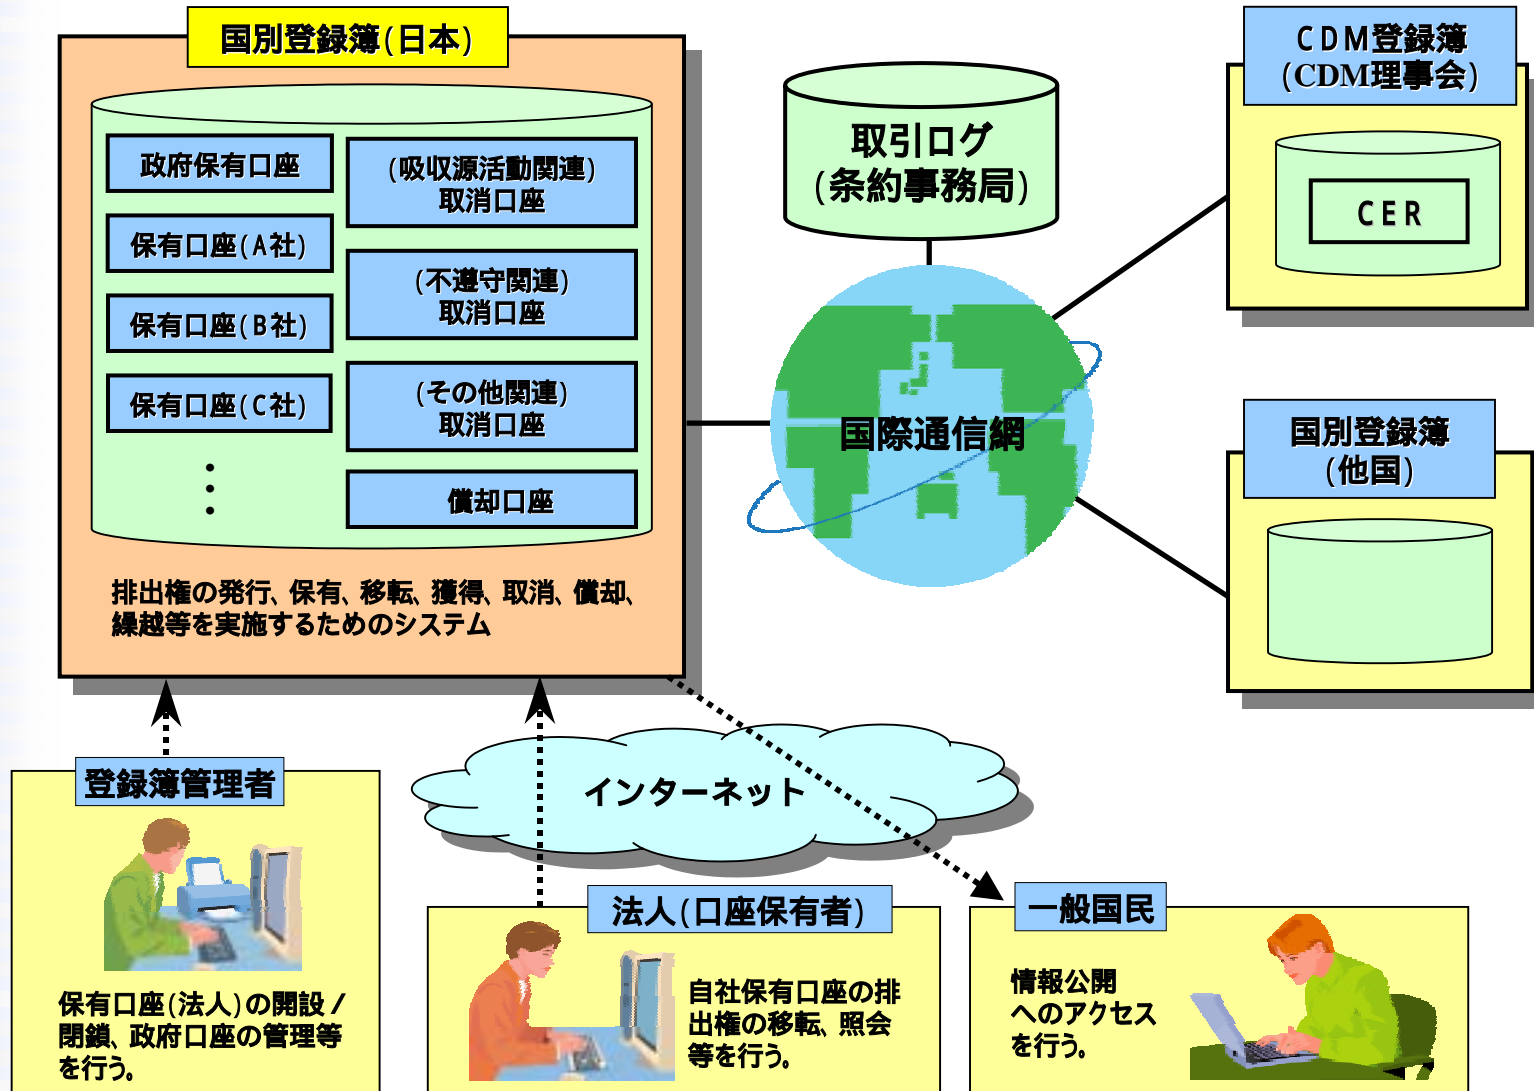 国別登録簿(日本)
政府保有口座
保有口座(A社)
保有口座(B社)
保有口座(C社)
(吸収源活動関連)
取消口座
(不遵守関連)
取消口座
(その他関連)
取消口座
償却口座
排出権の発行、保有、移転、獲得、取消、償却、
繰越等を実施するためのシステム
取引ログ
(条約事務局)
国際通信網
CDM登録簿
(CDM理事会)
CER
国別登録簿
(他国)
インターネット
登録簿管理者
保有口座(法人)の開設/
閉鎖、政府口座の管理等
を行う。
法人(口座保有者)
自社保有口座の排
出権の移転、照会
等を行う。
一般国民
情報公開
へのアクセス
を行う。